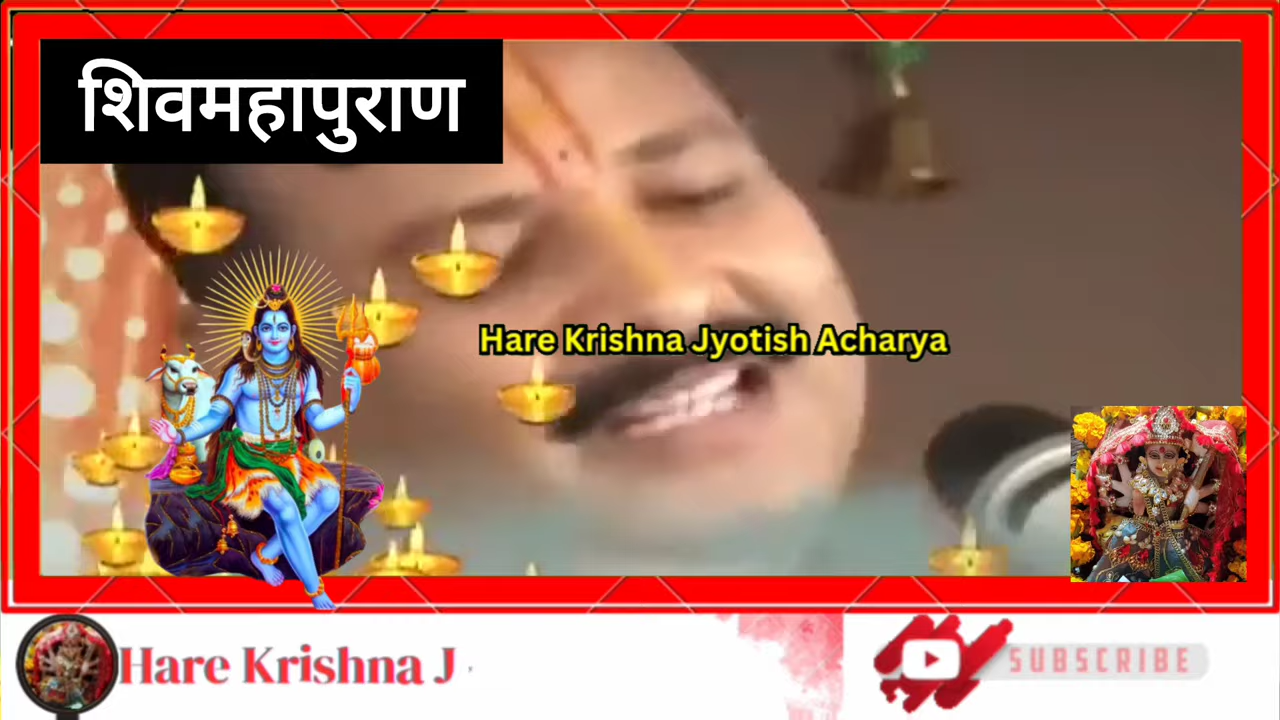 शिवमहापुराण
Hare Krishna Jyotish Acharya
Hare Krishna J
SUBSCRIBE